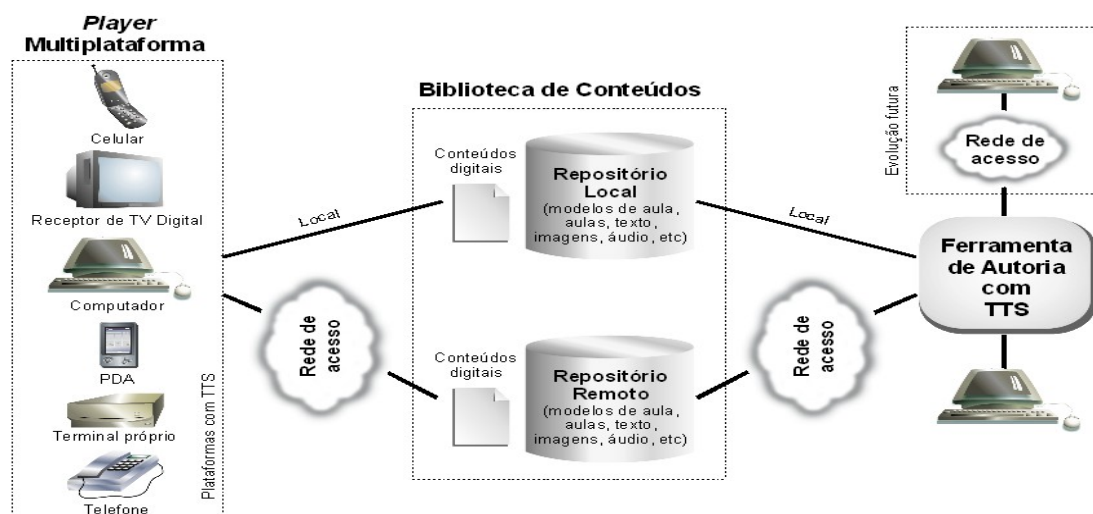 Player
Multiplataforma
Celular
Receptor de TV Digital
Computador
PDA
Terminal próprio
Telefone
Plataformas com TTS
Local
Rede de
acesso
Biblioteca de Conteúdos
Conteúdos
digitais
Repositório
Local
(modelos de aula,
aulas, texto,
imagens, áudio, etc)
Conteúdos
digitais
Repositório
Remoto
(modelos de aula,
aulas, texto,
imagens, áudio, etc)
Local
Rede de
acesso
Evolução futura
Rede de
acesso
Ferramenta
de Autoria
com
TTS